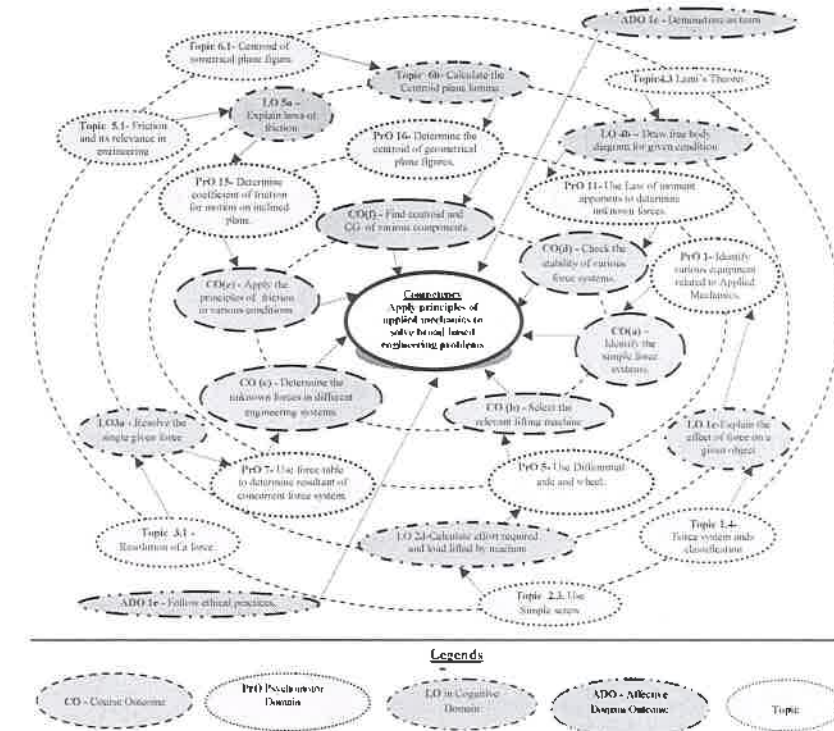 ADO 1c - Demonstrate as team
Topic 6.1- Centroid of
geometrical plane figure.
Topic 6b- Calculate the
Centroid plane lamina
Topic4.3 Lami's Theorem
LO 5a -
Explain laws of
friction.
Topic 5.1- Friction
and its relevance in
engineering
PrO 16- Determine the
centroid of geometrical
plane figures.
LO 4b - Draw free body
diagram for given condition
PrO 15- Determine
coefficient of friction
for motion on inclined
plane.
PrO 11- Use Law of moment
to determine
unknown forces.
CO(f) - Find centroid and
CG of various components.
CO(d) - Check the
stability of various
force systems.
PrO 1- Identify
various equipment
related to Applied
Mechanics.
CO(e) - Apply the
principles of friction
in various conditions
Competency
Apply principles of
applied mechanics to
solve broad based
engineering problems
CO(a) -
Identify the
simple force
systems.
CO (c) - Determine the
unknown forces in different
engineering systems.
CO (b) - Select the
relevant lifting machine
LO3a - Resolve the
single given force
LO 1c-Explain the
effect of force on a
given object
PrO 7- Use force table
to determine resultant of
concurrent force system.
PrO 5- Use Differential
axle and wheel.
Topic 3.1 -
Resolution of a force.
LO 2d-Calculate effort required
and load lifted by machine
Topic 1.4-
Force system and
classification
ADO 1e - Follow ethical practices.
Topic 2.3. Use
Simple screw
Legends
CO - Course Outcome
PrO Psychomotor
Domain
LO in Cognitive
Domain
ADO - Affective
Domain Outcome
Topic